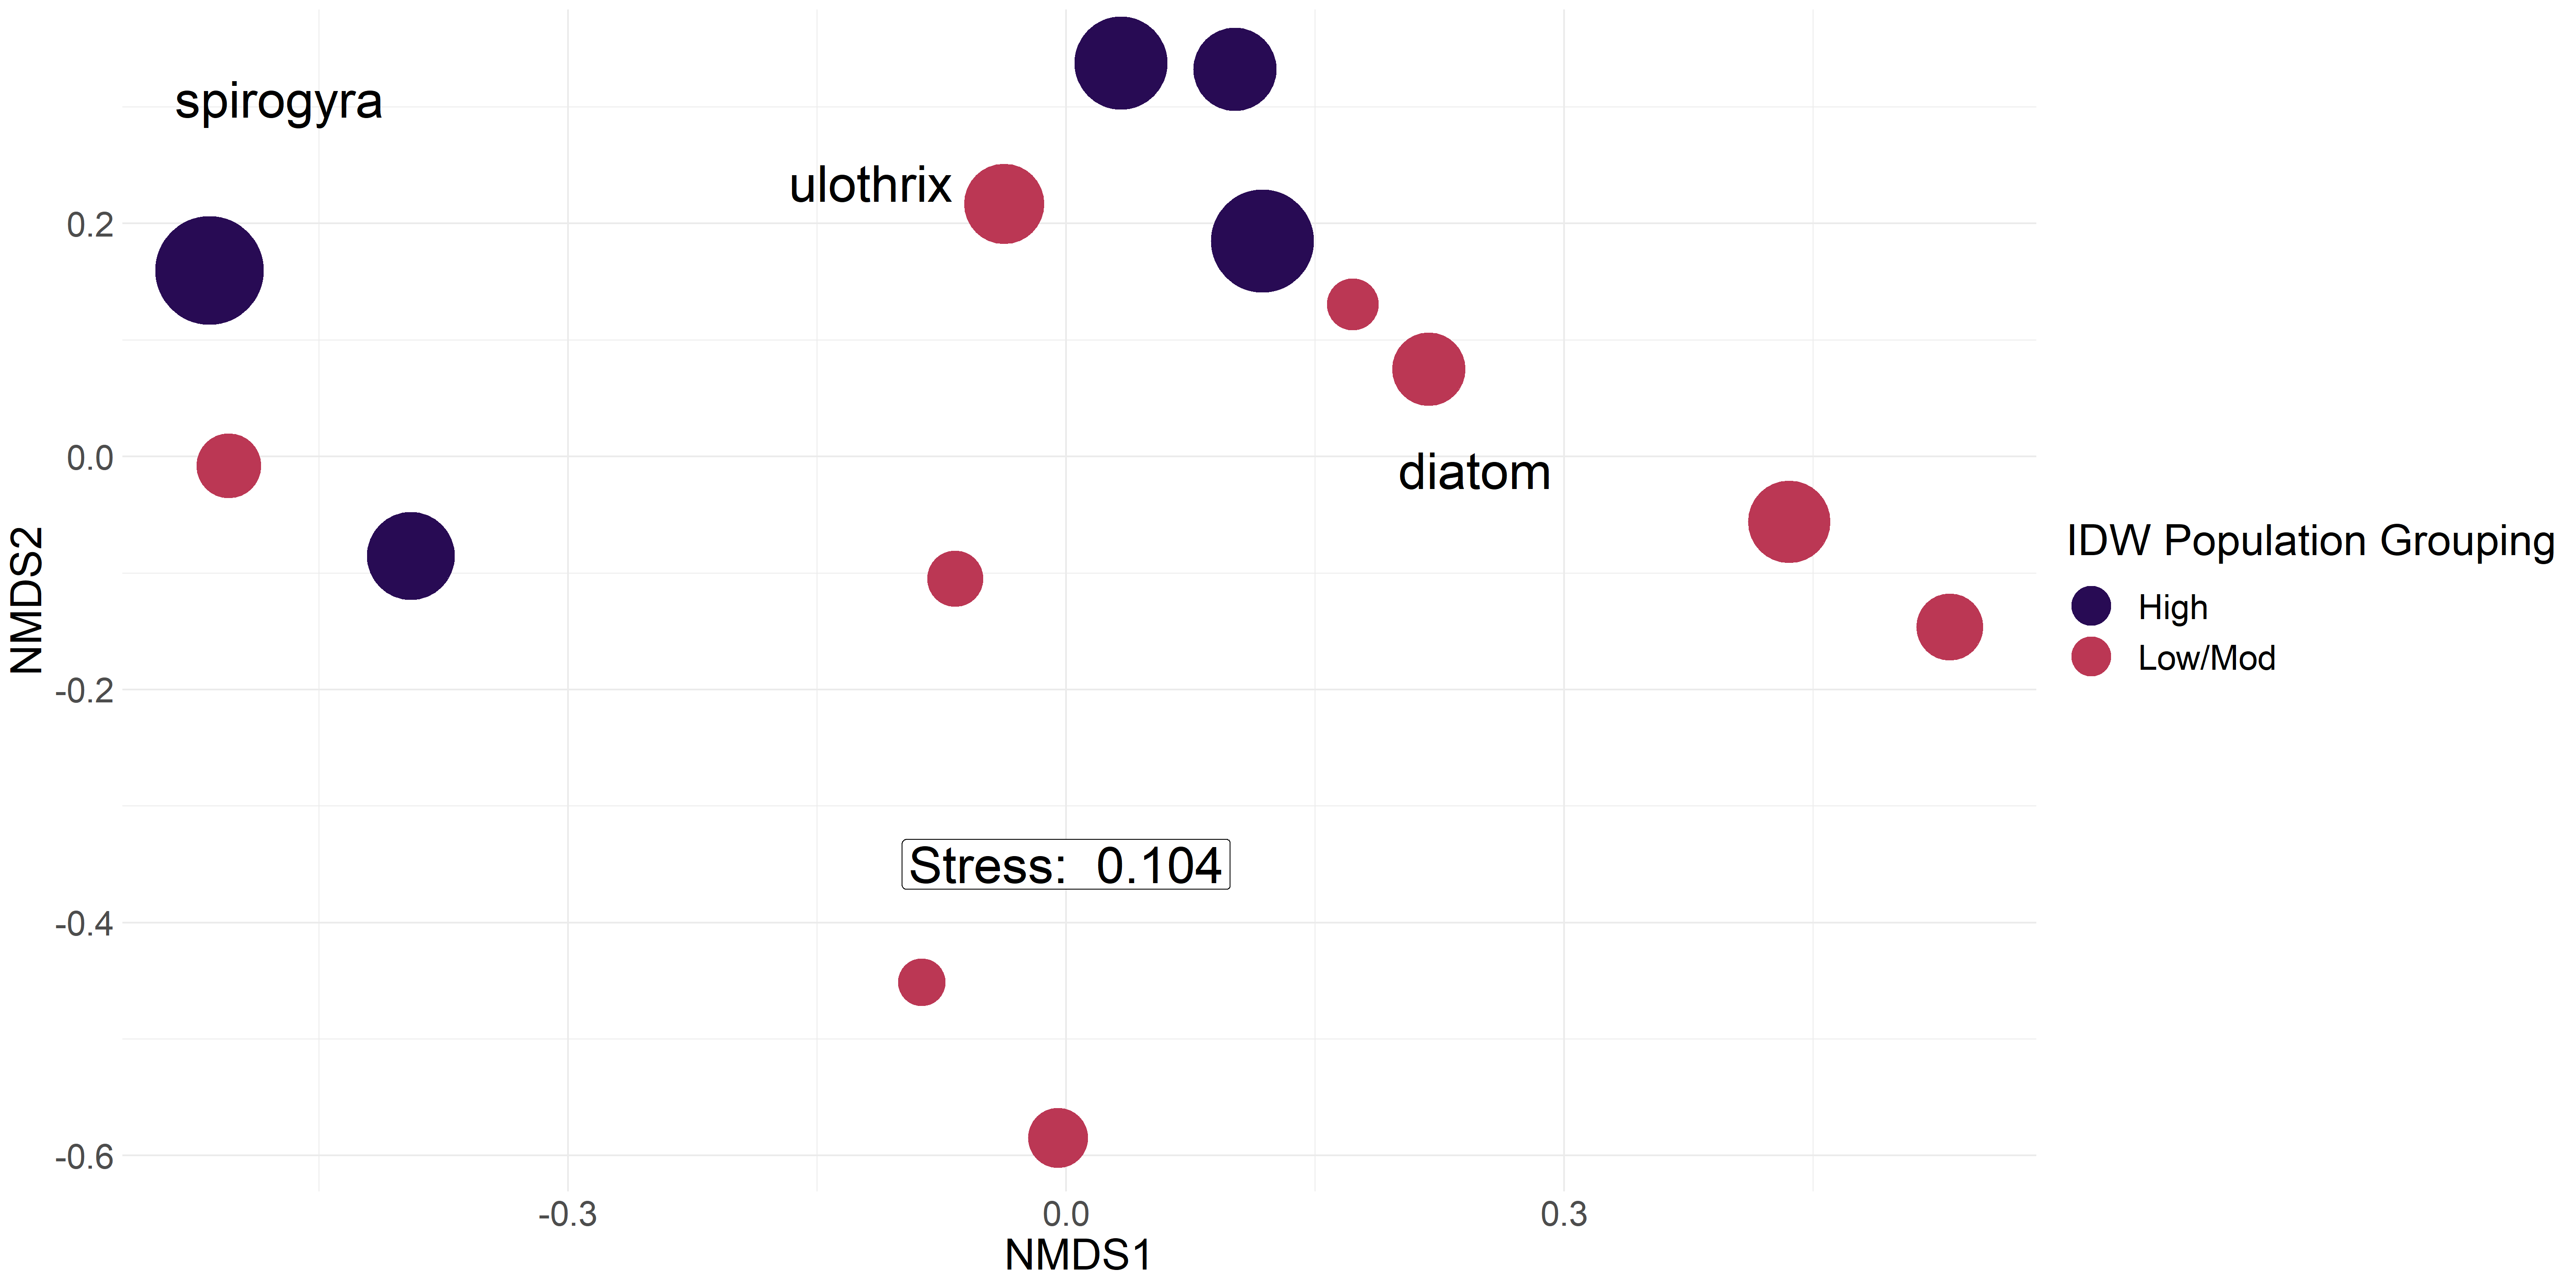 spirogyra
ulothrix
0.2
0.0
diatom
NMDS2
IDW Population Grouping
High
Low/Mod
-0.2
Stress:  0.104
-0.4
-0.6
-0.3
0.0
0.3
NMDS1